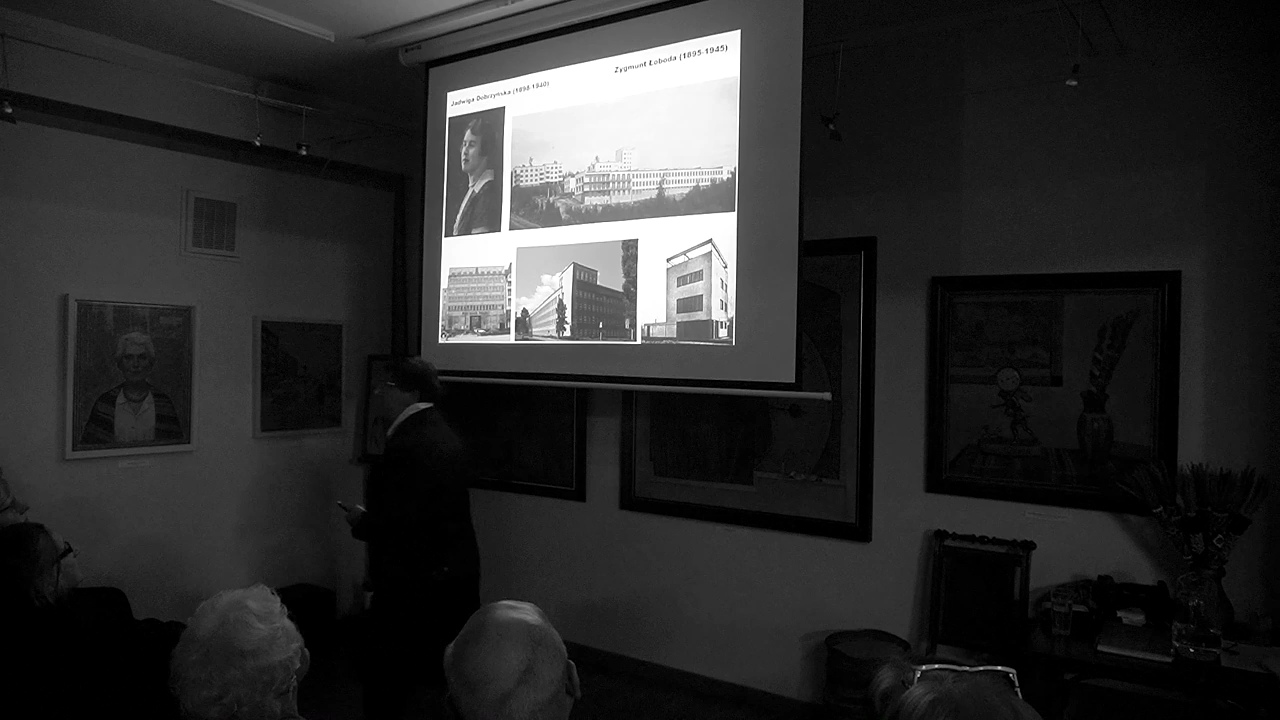 Zygmunt Łoboda (1895-1945)
Jadwiga Dobrzyńska (1898-1940)